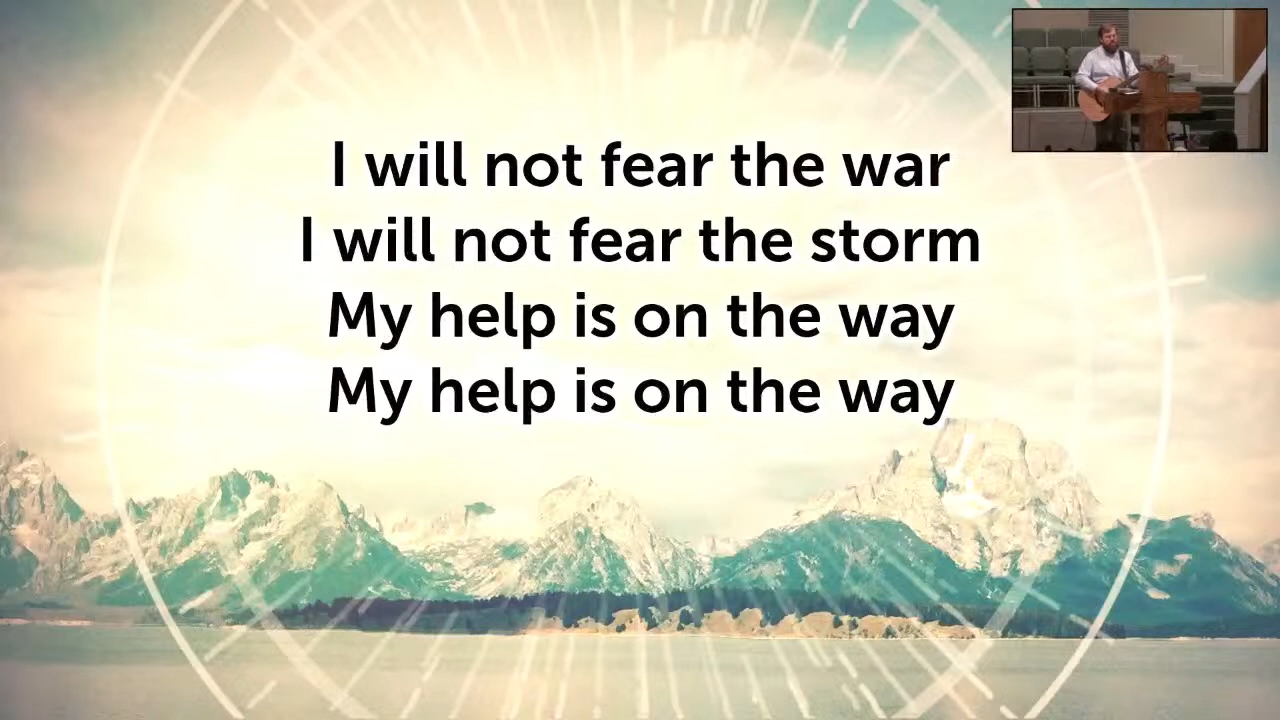 I will not fear the war
I will not fear the storm
My help is on the way
My help is on the way